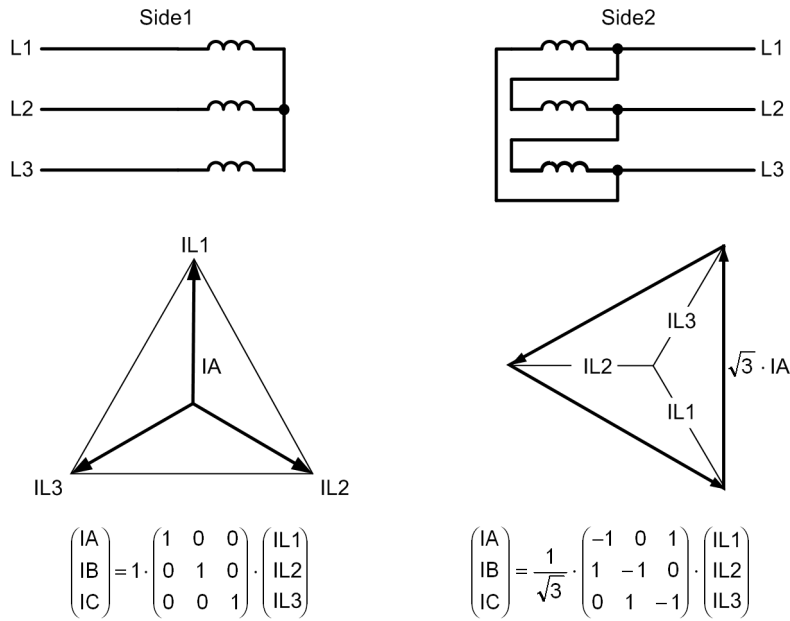 Side1
L1
L2
L3
Side2
L1
L2
L3
IL1
IA
IL3
IL2
IL3
IL2
IL1
√3 · IA
(IA IB IC) = 1 · (1 0 0
0 1 0
0 0 1) · (IL1 IL2 IL3)
(IA IB IC) = 1/√3 · (−1 0 1
1 −1 0
0 1 −1) · (IL1 IL2 IL3)